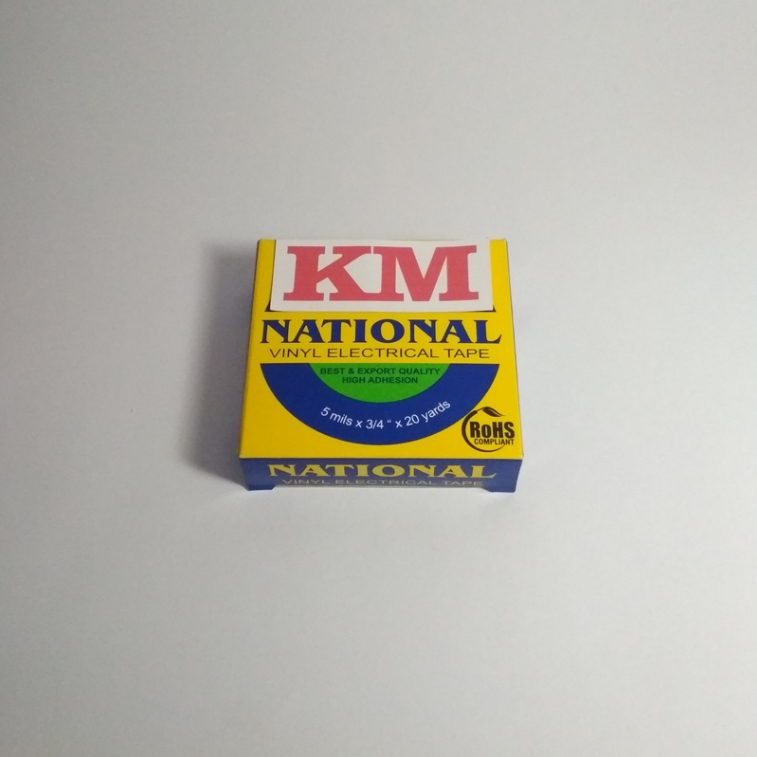 KM
NATIONAL
VINYL ELECTRICAL TAPE
BEST & EXPORT QUALITY
HIGH ADHESION
5 mils x 3/4 " x 20 yards
RoHS
COMPLIANT
NATIONAL
VINYL ELECTRICAL TAPE